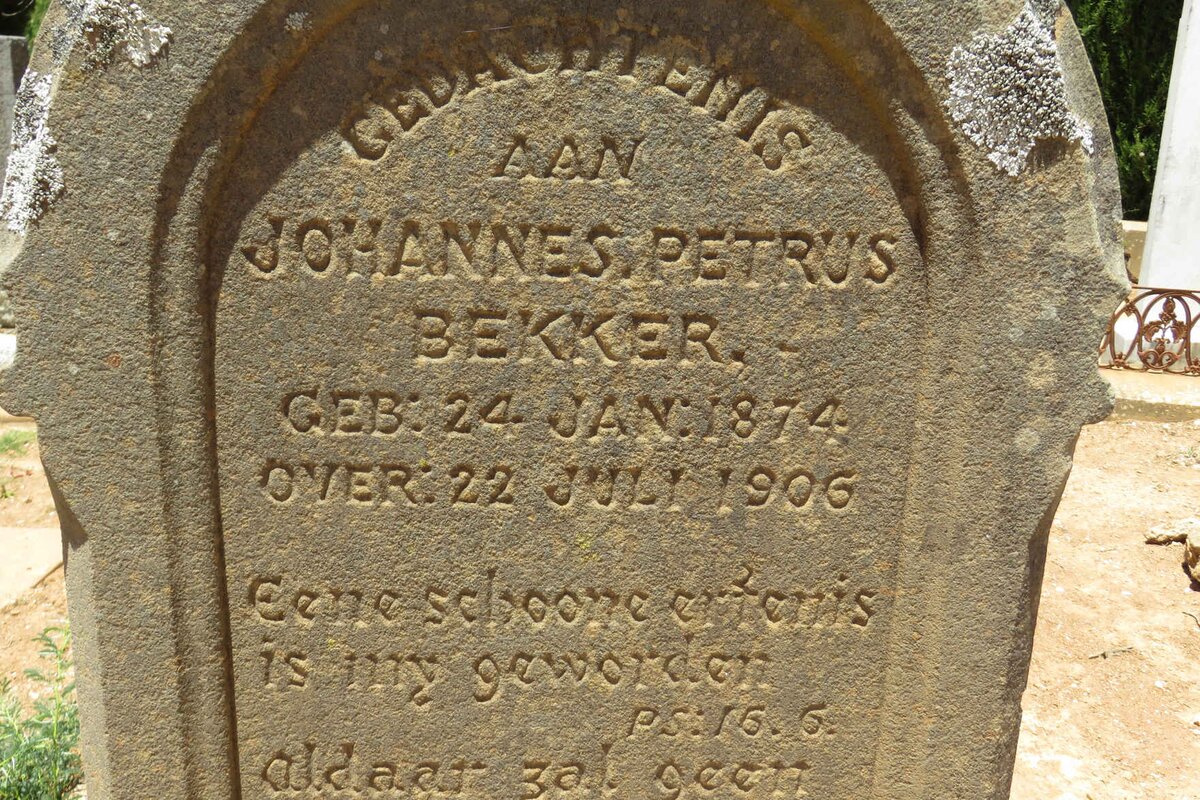 GEDACHTENIS
AAN
JOHANNES. PETRUS
BEKKER. -
GEB: 24 JAN: 1874
OVER: 22 JULI 1906
Eene schoone erfenis
is my geworden
PS: 16. 6.
Aldaar zal geen